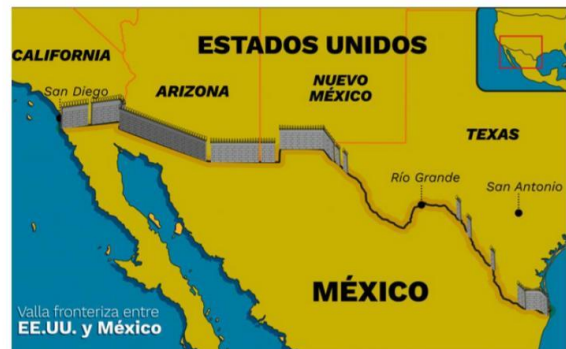 CALIFORNIA
ESTADOS UNIDOS
San Diego
ARIZONA
NUEVO
MÉXICO
TEXAS
Río Grande
San Antonio
MÉXICO
Valla fronteriza entre
EE.UU. y México